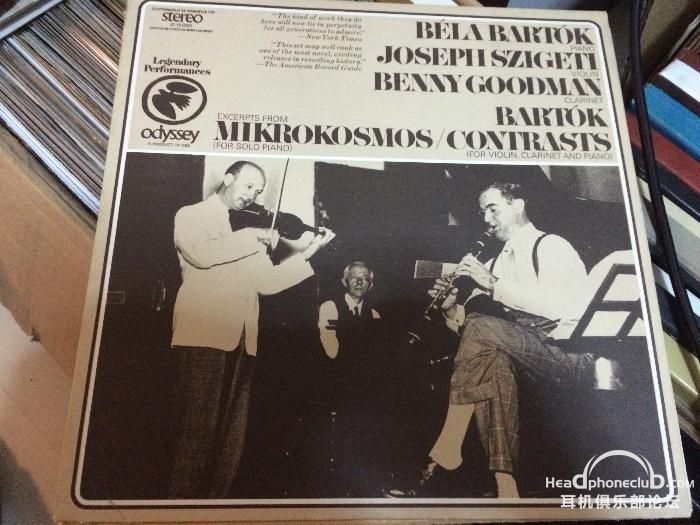 stereo
Legendary
Performances
odyssey
A PRODUCT OF CBS
"The kind of work they do
here will now lie in perpetuity
for all generations to admire!"
—New York Times
"This set may well rank as
one of the most novel, exciting
releases in recording history."
—The American Record Guide
BÉLA BARTÓK
PIANO
JOSEPH SZIGETI
VIOLIN
BENNY GOODMAN
CLARINET
BARTÓK
EXCERPTS FROM
MIKROKOSMOS/CONTRASTS
(FOR SOLO PIANO)
(FOR VIOLIN, CLARINET AND PIANO)
HeadphonecluD.com
耳机俱乐部论坛